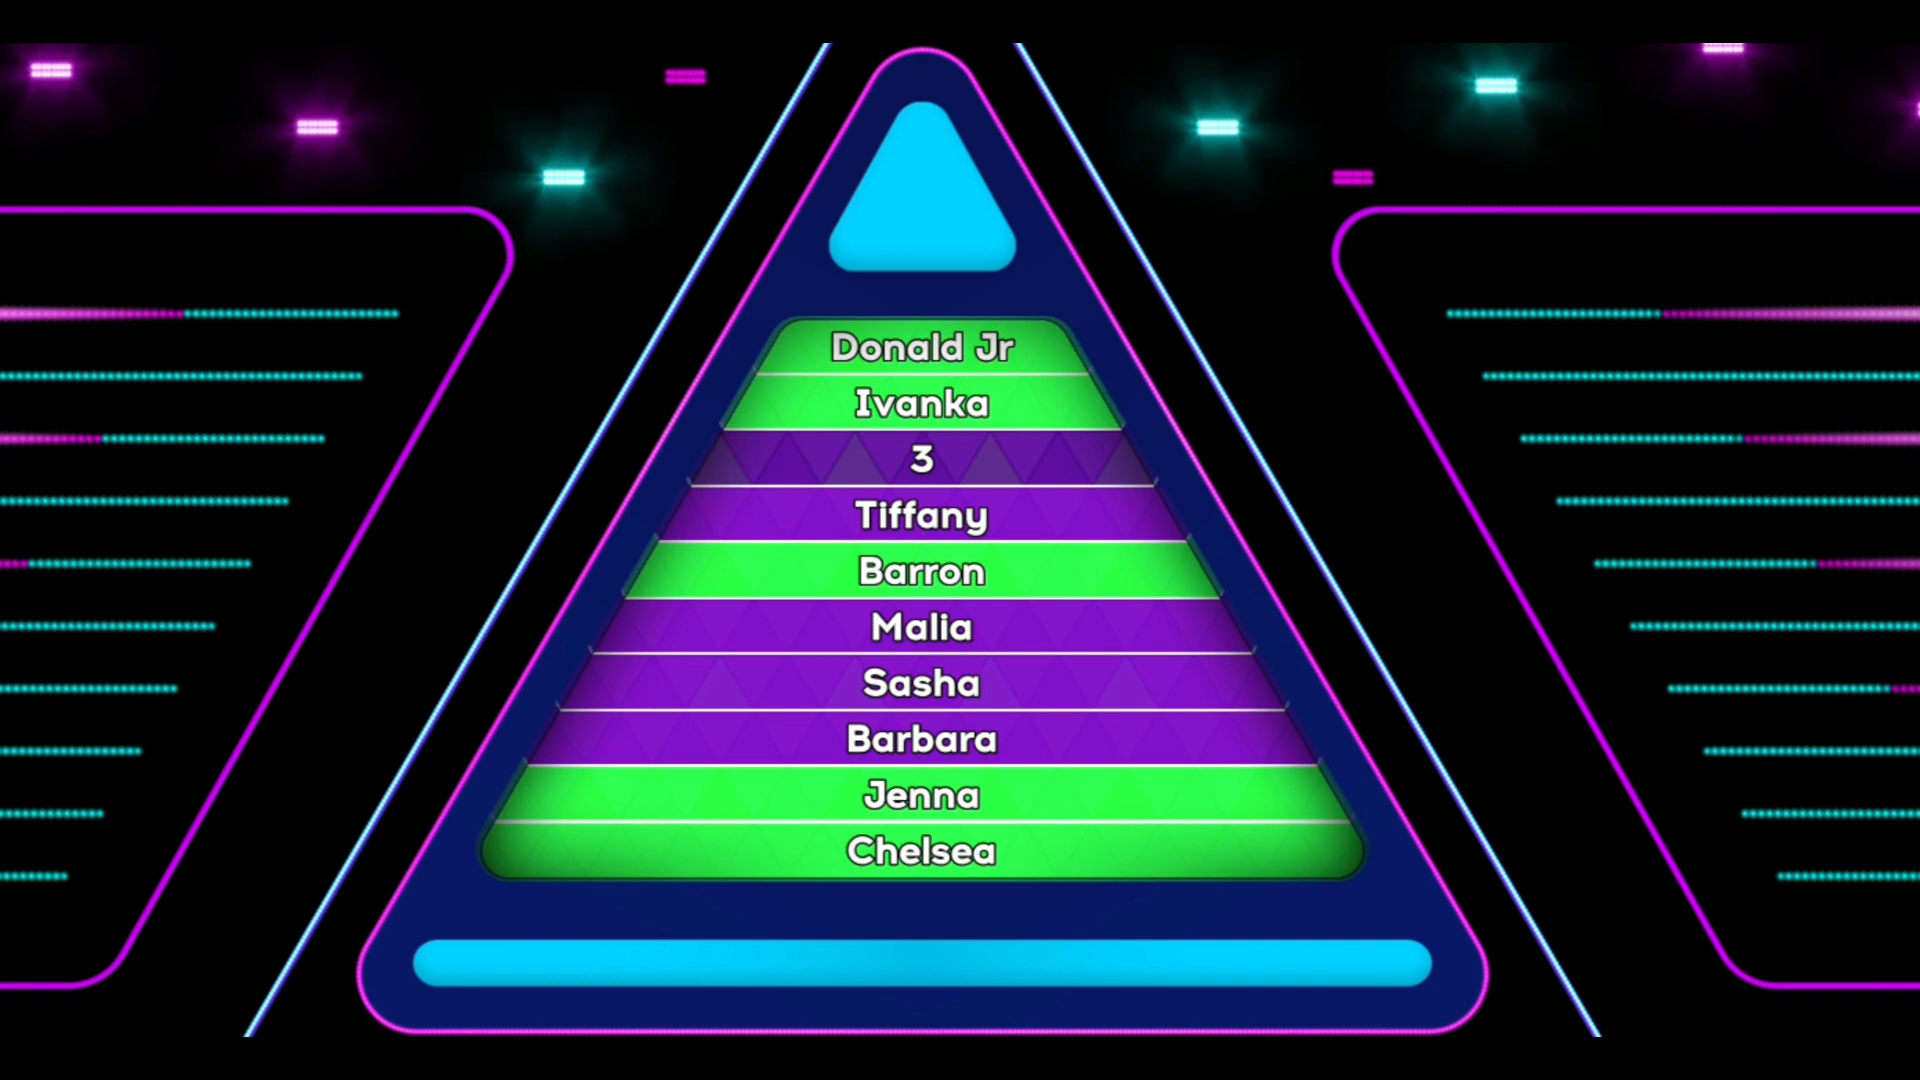 Donald Jr
Ivanka
3
Tiffany
Barron
Malia
Sasha
Barbara
Jenna
Chelsea